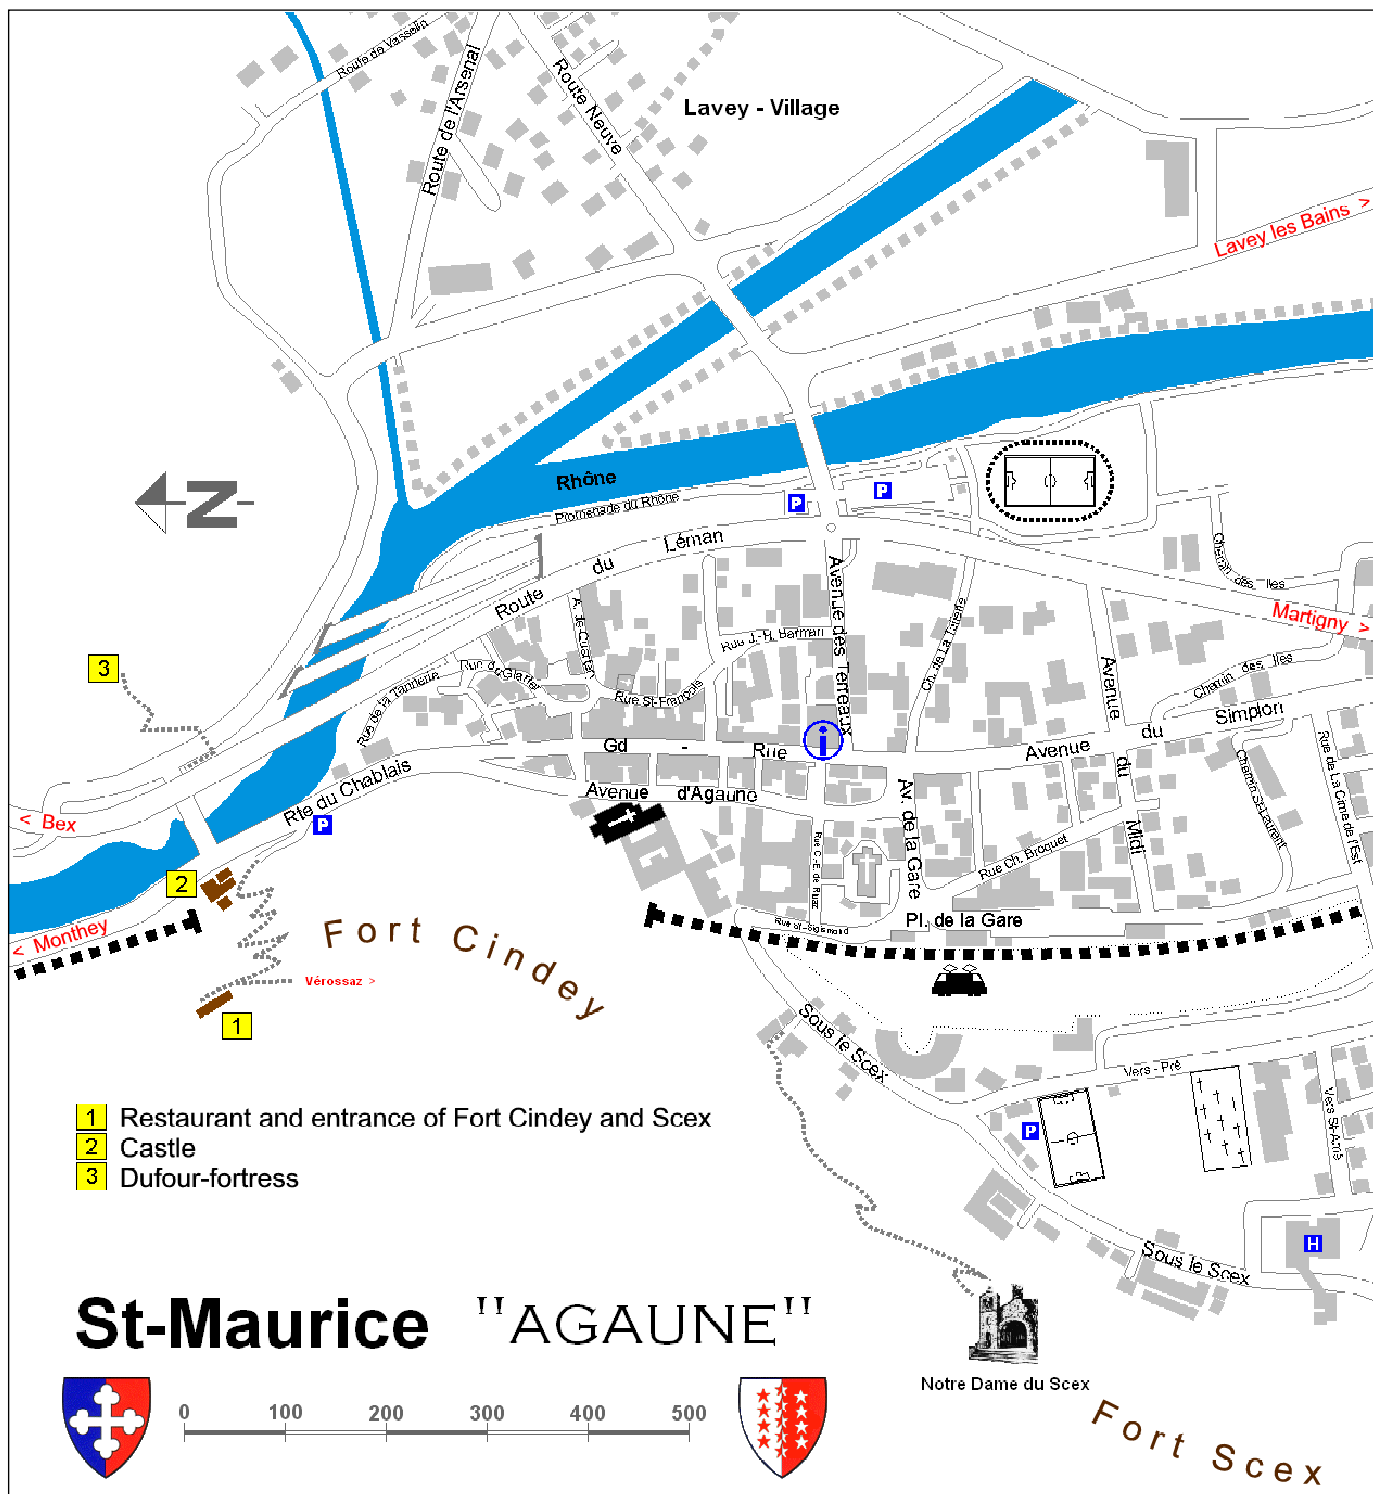 Route de Vasselin
Route de l'Arsenal
Route Neuve
Lavey - Village
Lavey les Bains >
N
Rhône
Promenade du Rhône
P
P
Route du Léman
Avenue des Terreaux
Chemin des Iles
Martigny >
Rue J.-H. Barman
Ch. de La Tuilerie
Rue St-François
Rue de la Tannerie
3
Chemin des Iles
Avenue du Simplon
Avenue du Midi
Gd - Rue
i
Rte du Chablais
Avenue d'Agaune
Av. de la Gare
Chemin St-Laurent
Rue de La Cime de l'Est
< Bex
P
2
Rue Ch. Broquet
Rue St-Sigismond
Pl. de la Gare
< Monthey
Fort Cindey
Vérossaz >
1
Sous le Scex
Vers - Pré
P
1 Restaurant and entrance of Fort Cindey and Scex
2 Castle
3 Dufour-fortress
H
Sous le Scex
St-Maurice "AGAUNE"
Notre Dame du Scex
0 100 200 300 400 500
Fort Scex